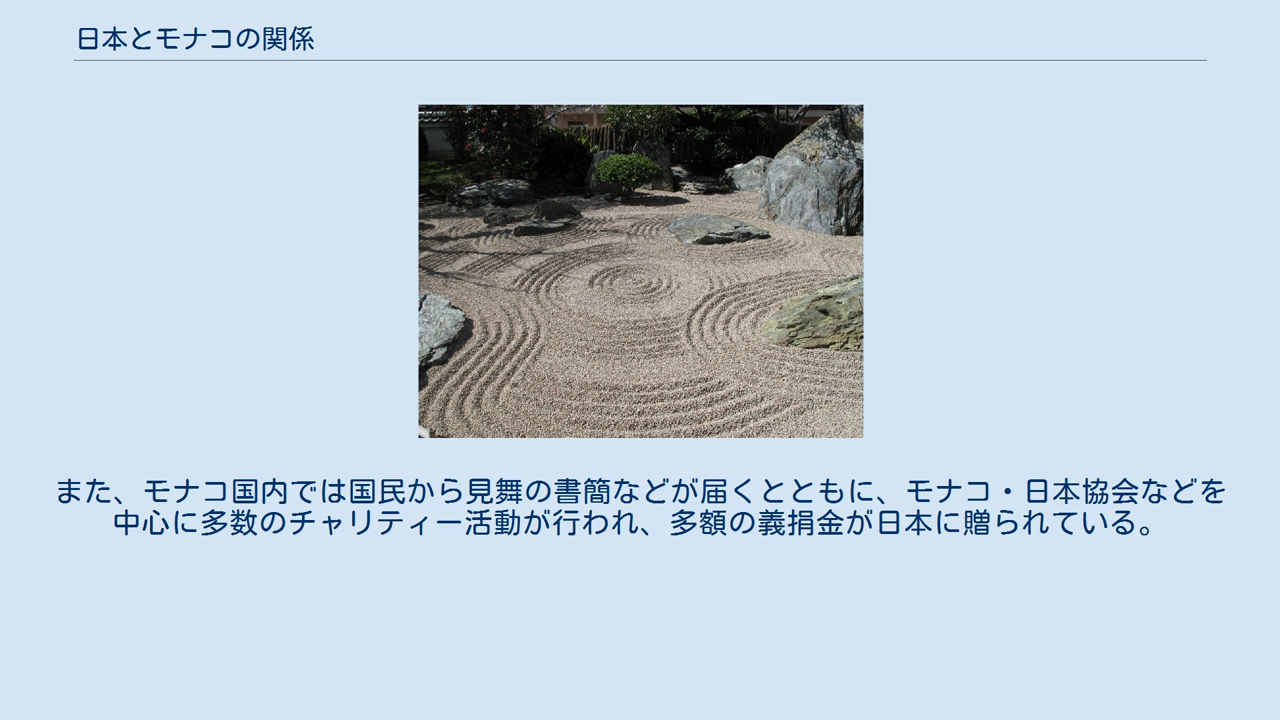 日本とモナコの関係
また、モナコ国内では国民から見舞の書簡などが届くとともに、モナコ・日本協会などを
中心に多数のチャリティー活動が行われ、多額の義捐金が日本に贈られている。